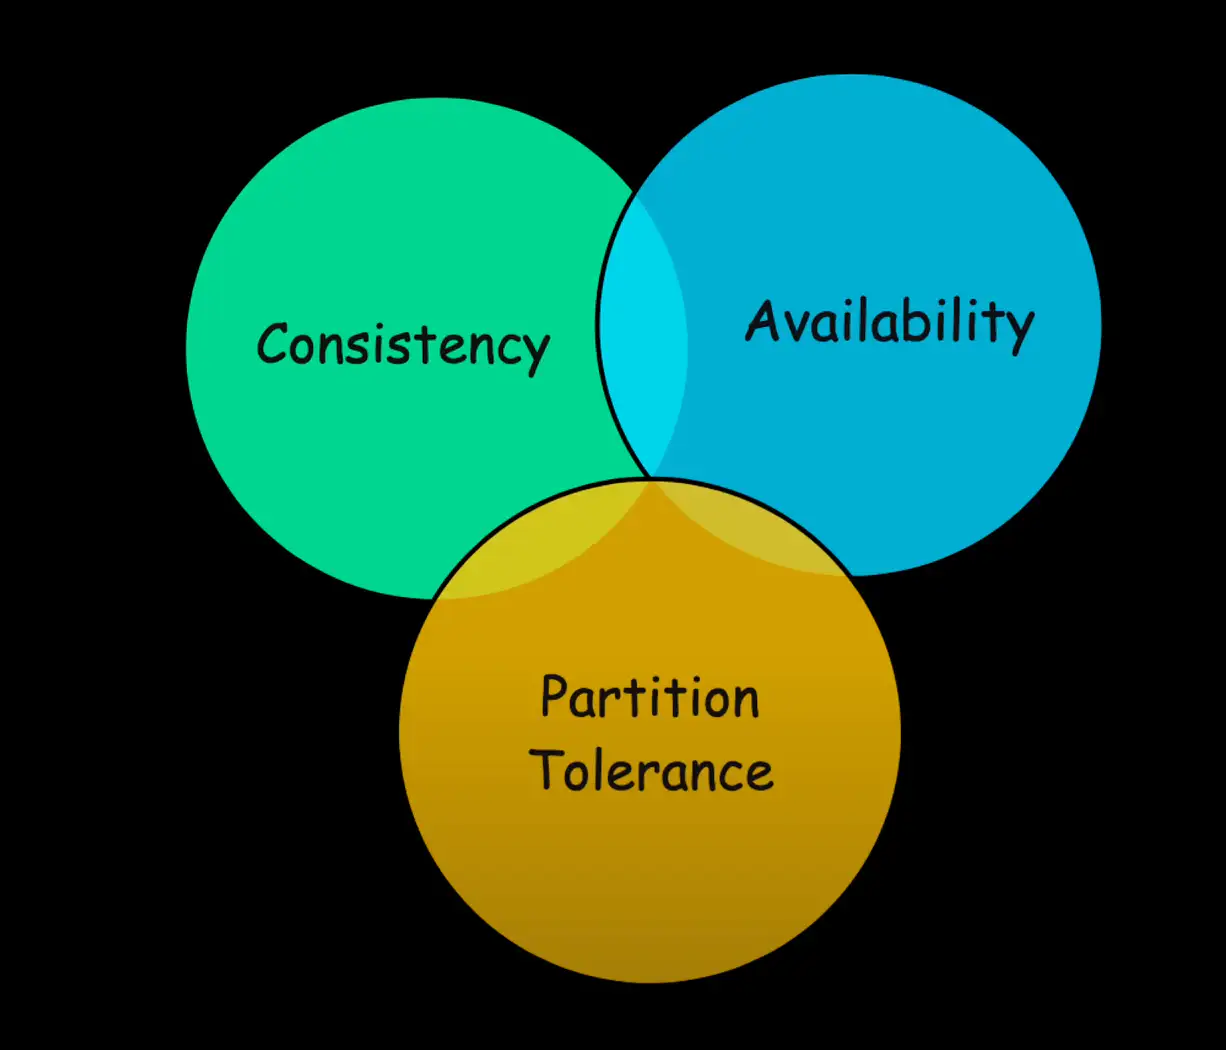 Consistency
Availability
Partition
Tolerance